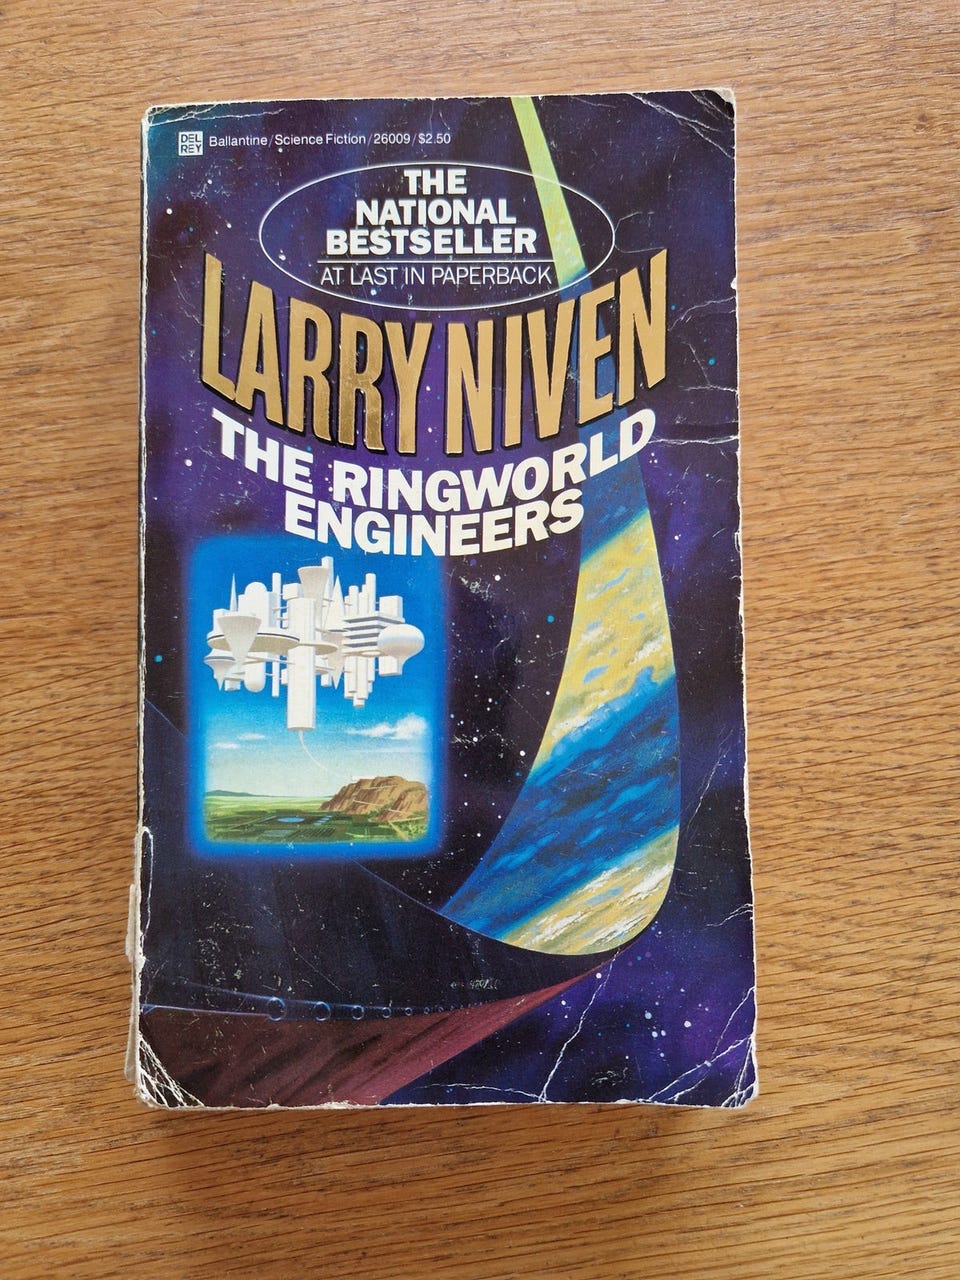 DEL REY Ballantine/Science Fiction/26009/$2.50
THE
NATIONAL
BESTSELLER
AT LAST IN PAPERBACK
LARRY NIVEN
THE RINGWORLD
ENGINEERS